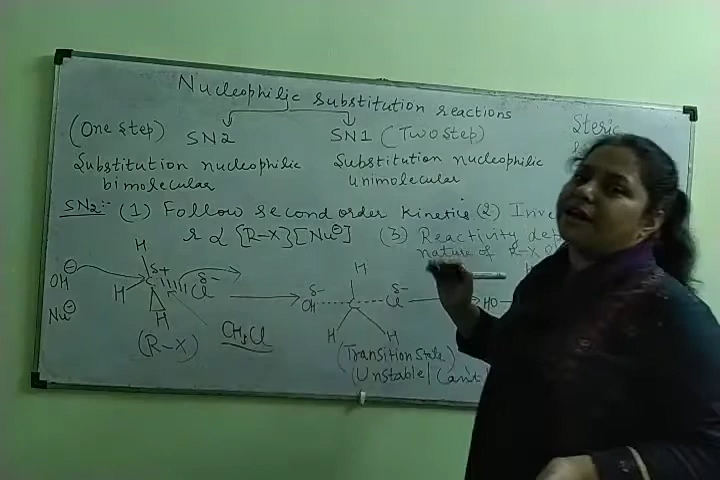 Nucleophilic substitution reactions
(One step) SN2 SN1 (Two step)
Steric
Substitution nucleophilic bimolecular
Substitution nucleophilic unimolecular
SN2:- (1) Follow second order kinetics (2) Inve
r α [R-X][Nu⊖] (3) Reactivity dep
nature of R-X
OH⊖ H C δ+ Cl δ- H H
Nu⊖
(R-X)
CH3Cl
δ- OH H C δ- Cl H H
(Transition state)
(Unstable/Can't
HO